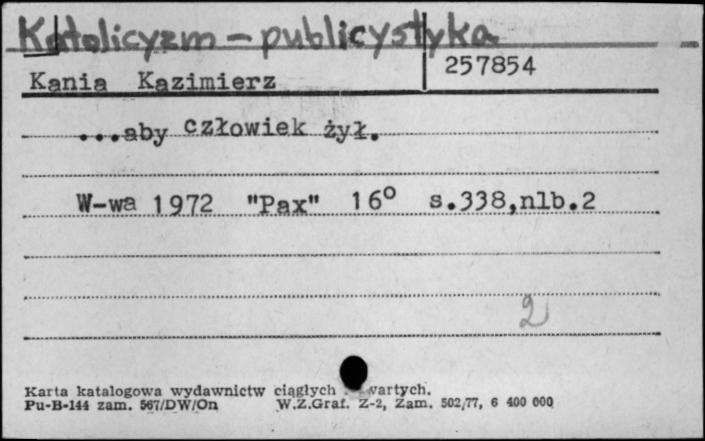 Katolicyzm - publicystyka
Kania Kazimierz
257854
...aby człowiek żył.
W-wa 1972 "Pax" 16° s.338,nlb.2
2
Karta katalogowa wydawnictw ciągłych wartych.
Pu-B-144 zam. 567/DW/On W.Z.Graf. Z-2, Zam. 502/77, 6 400 000